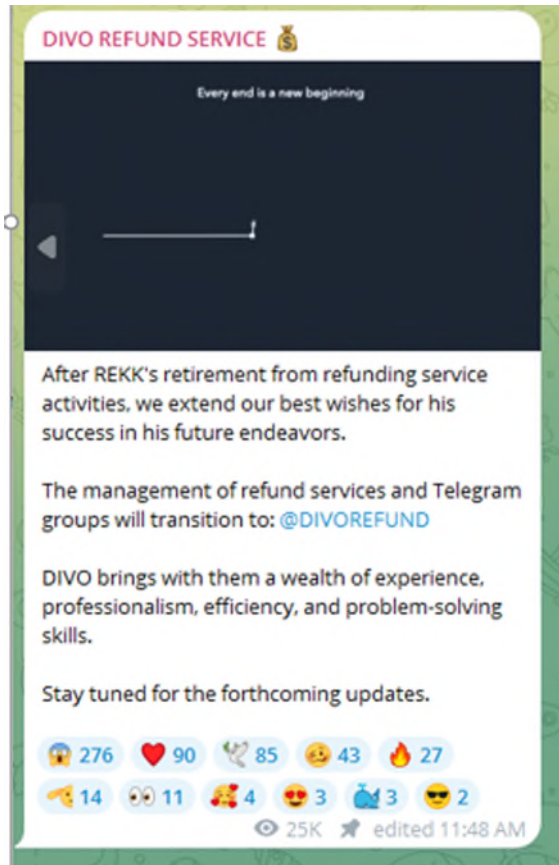 DIVO REFUND SERVICE 💰
Every end is a new beginning
After REKK's retirement from refunding service
activities, we extend our best wishes for his
success in his future endeavors.
The management of refund services and Telegram
groups will transition to: @DIVOREFUND
DIVO brings with them a wealth of experience,
professionalism, efficiency, and problem-solving
skills.
Stay tuned for the forthcoming updates.
😱 276 ❤️ 90 🕊 85 🥴 43 🔥 27
🫡 14 👀 11 🥰 4 😍 3 🐳 3 😎 2
25K edited 11:48 AM